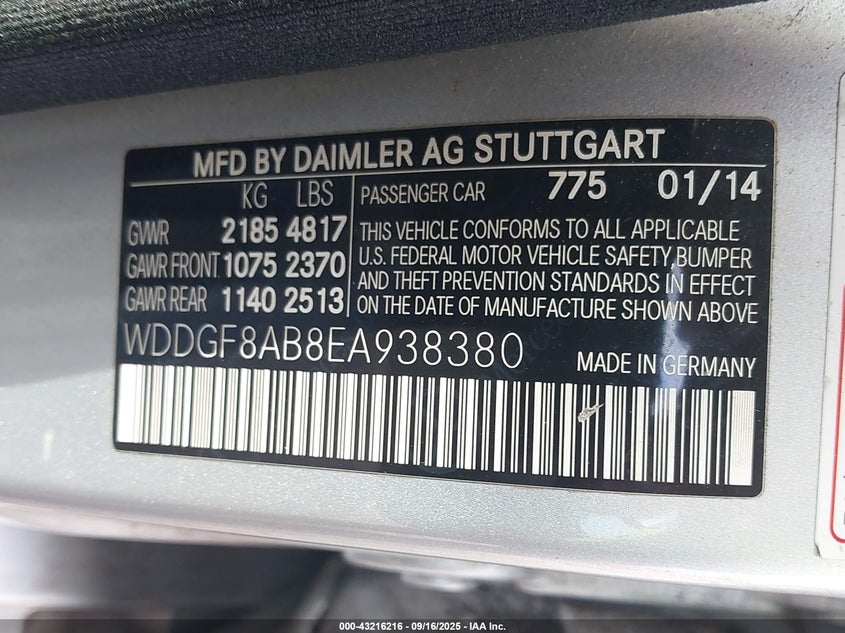 MFD BY DAIMLER AG STUTTGART
KG LBS
GVWR 2185 4817
GAWR FRONT 1075 2370
GAWR REAR 1140 2513
PASSENGER CAR 775 01/14
THIS VEHICLE CONFORMS TO ALL APPLICABLE
U.S. FEDERAL MOTOR VEHICLE SAFETY, BUMPER
AND THEFT PREVENTION STANDARDS IN EFFECT
ON THE DATE OF MANUFACTURE SHOWN ABOVE
WDDGF8AB8EA938380
MADE IN GERMANY
000-43216216 - 09/16/2025 - IAA Inc.